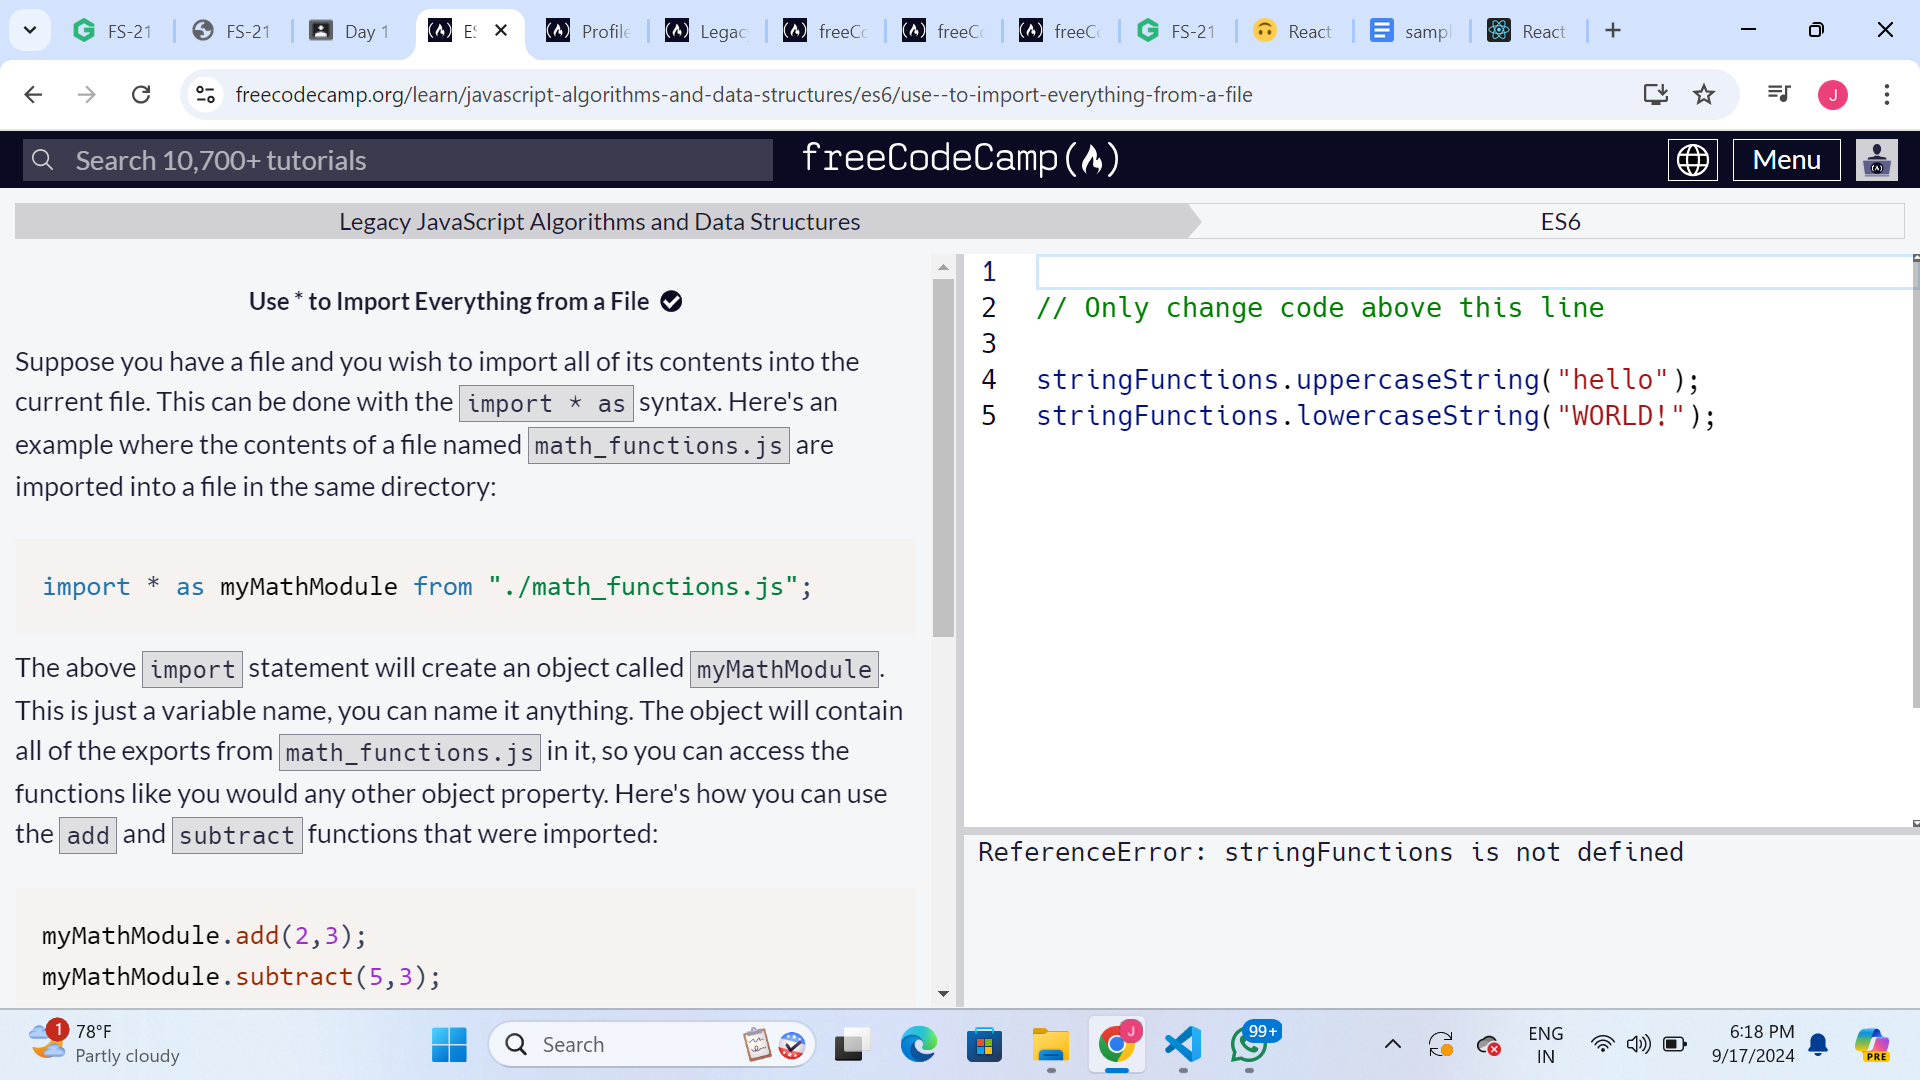 FS-21
FS-21
Day 1
ES
Profile
Legac
freeCo
freeCo
freeCo
FS-21
React
sampl
React
freecodecamp.org/learn/javascript-algorithms-and-data-structures/es6/use--to-import-everything-from-a-file
J
Search 10,700+ tutorials
freeCodeCamp
Menu
Legacy JavaScript Algorithms and Data Structures
ES6
Use * to Import Everything from a File
Suppose you have a file and you wish to import all of its contents into the
current file. This can be done with the import * as syntax. Here's an
example where the contents of a file named math_functions.js are
imported into a file in the same directory:
import * as myMathModule from "./math_functions.js";
The above import statement will create an object called myMathModule.
This is just a variable name, you can name it anything. The object will contain
all of the exports from math_functions.js in it, so you can access the
functions like you would any other object property. Here's how you can use
the add and subtract functions that were imported:
myMathModule.add(2,3);
myMathModule.subtract(5,3);
1
2 // Only change code above this line
3
4 stringFunctions.uppercaseString("hello");
5 stringFunctions.lowercaseString("WORLD!");
ReferenceError: stringFunctions is not defined
1
78°F
Partly cloudy
Search
J
99+
ENG
IN
6:18 PM
9/17/2024
PRE